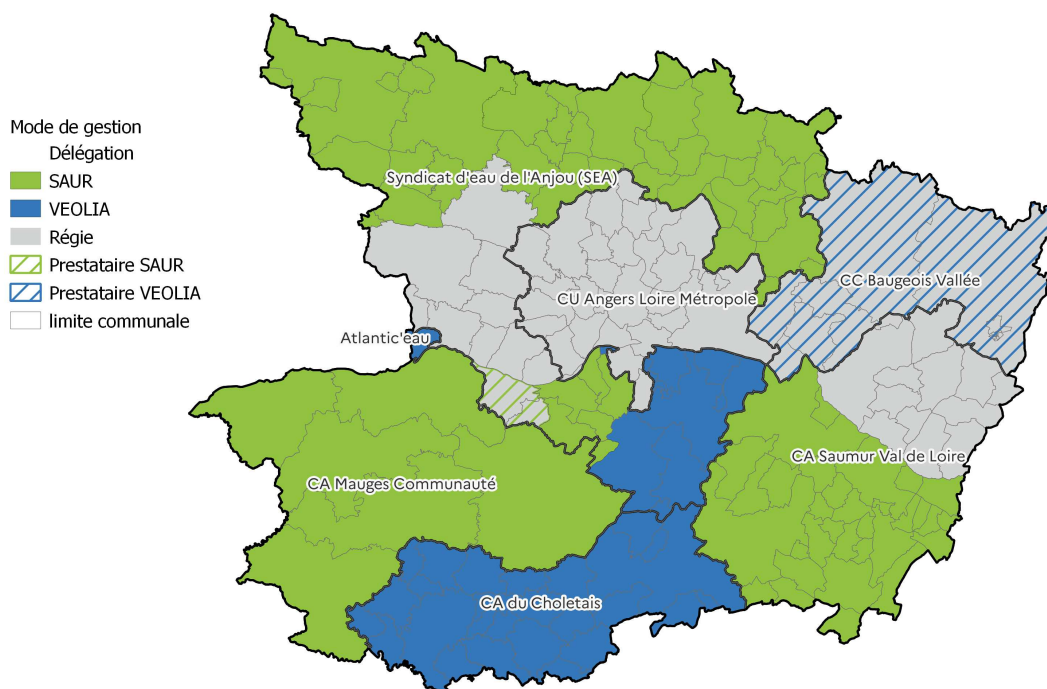 Mode de gestion
Délégation
SAUR
VEOLIA
Régie
Prestataire SAUR
Prestataire VEOLIA
limite communale
Syndicat d'eau de l'Anjou (SEA)
CC Baugeois Vallée
CU Angers Loire Métropole
Atlantic'eau
CA Saumur Val de Loire
CA Mauges Communauté
CA du Choletais